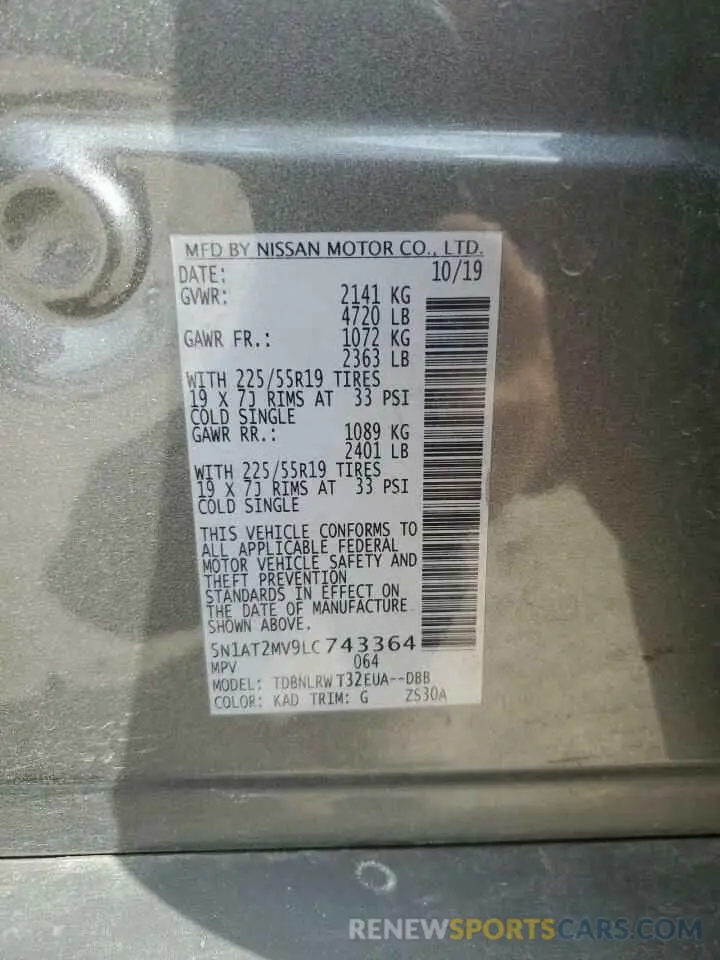 MFD BY NISSAN MOTOR CO., LTD.
DATE: 10/19
GVWR: 2141 KG
4720 LB
GAWR FR.: 1072 KG
2363 LB
WITH 225/55R19 TIRES
19 X 7J RIMS AT 33 PSI
COLD SINGLE
GAWR RR.: 1089 KG
2401 LB
WITH 225/55R19 TIRES
19 X 7J RIMS AT 33 PSI
COLD SINGLE
THIS VEHICLE CONFORMS TO
ALL APPLICABLE FEDERAL
MOTOR VEHICLE SAFETY AND
THEFT PREVENTION
STANDARDS IN EFFECT ON
THE DATE OF MANUFACTURE
SHOWN ABOVE.
5N1AT2MV9LC743364
MPV 064
MODEL: TDBNLRW T32EUA--DBB
COLOR: KAD TRIM: G ZS30A
RENEWSPORTSCARS.COM